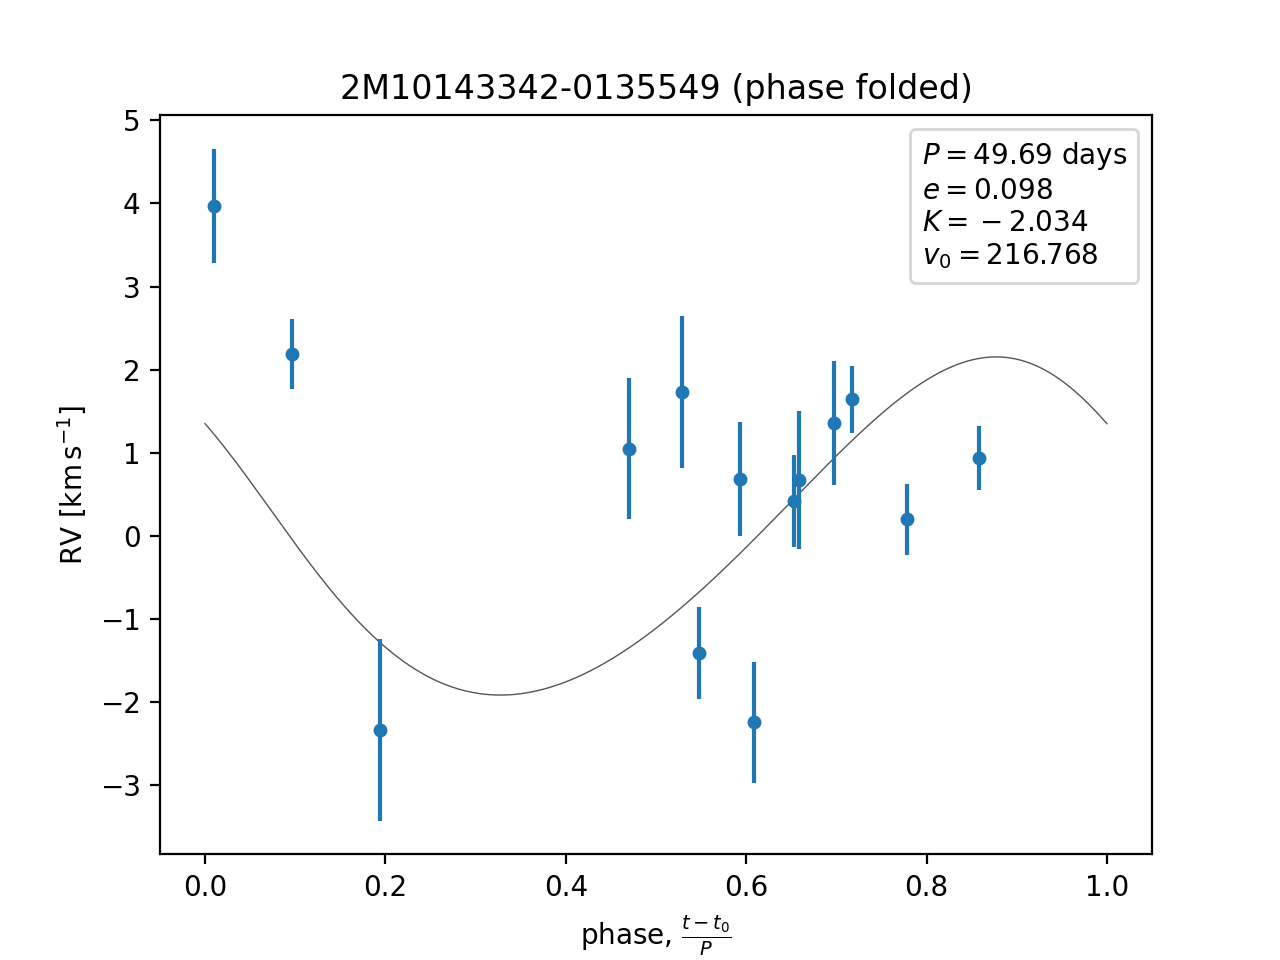 2M10143342-0135549 (phase folded)
P = 49.69 days
e = 0.098
K = − 2.034
v₀ = 216.768
RV [km s⁻¹]
5
4
3
2
1
0
−1
−2
−3
0.0 0.2 0.4 0.6 0.8 1.0
phase, (t − t₀)/P